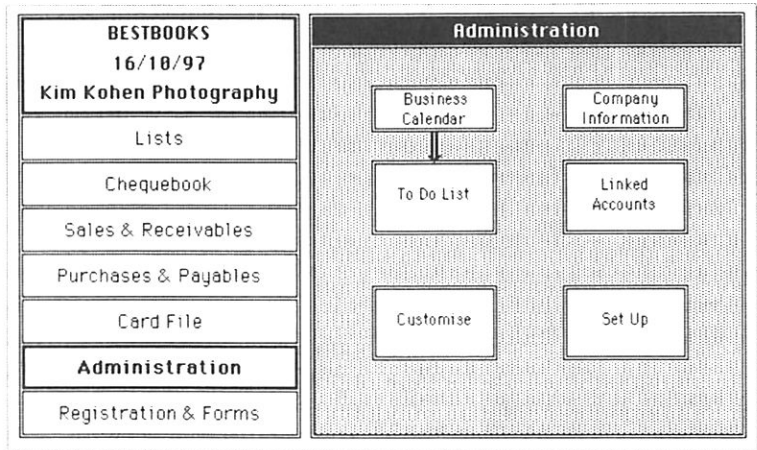 BESTBOOKS
16/10/97
Kim Kohen Photography
Lists
Chequebook
Sales & Receivables
Purchases & Payables
Card File
Administration
Registration & Forms
Administration
Business
Calendar
Company
Information
To Do List
Linked
Accounts
Customise
Set Up